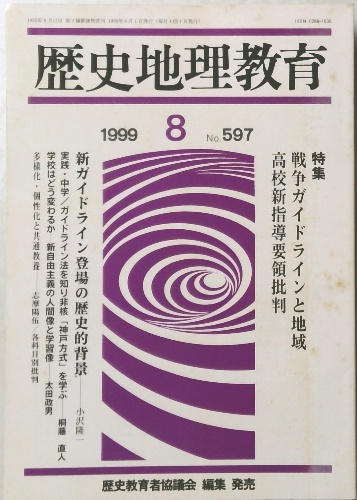 歴史地理教育
1999 8 No.597
特集
戦争ガイドラインと地域
高校新指導要領批判
新ガイドライン登場の歴史的背景――小沢隆一
実践・中学/ガイドライン法を知り非核「神戸方式」を学ぶ――桐藤直人
学校はどう変わるか 新自由主義の人間像と学習像――太田政男
多様化・個性化と共通教養 志摩陽伍/各科目別批判
歴史教育者協議会 編集 発売